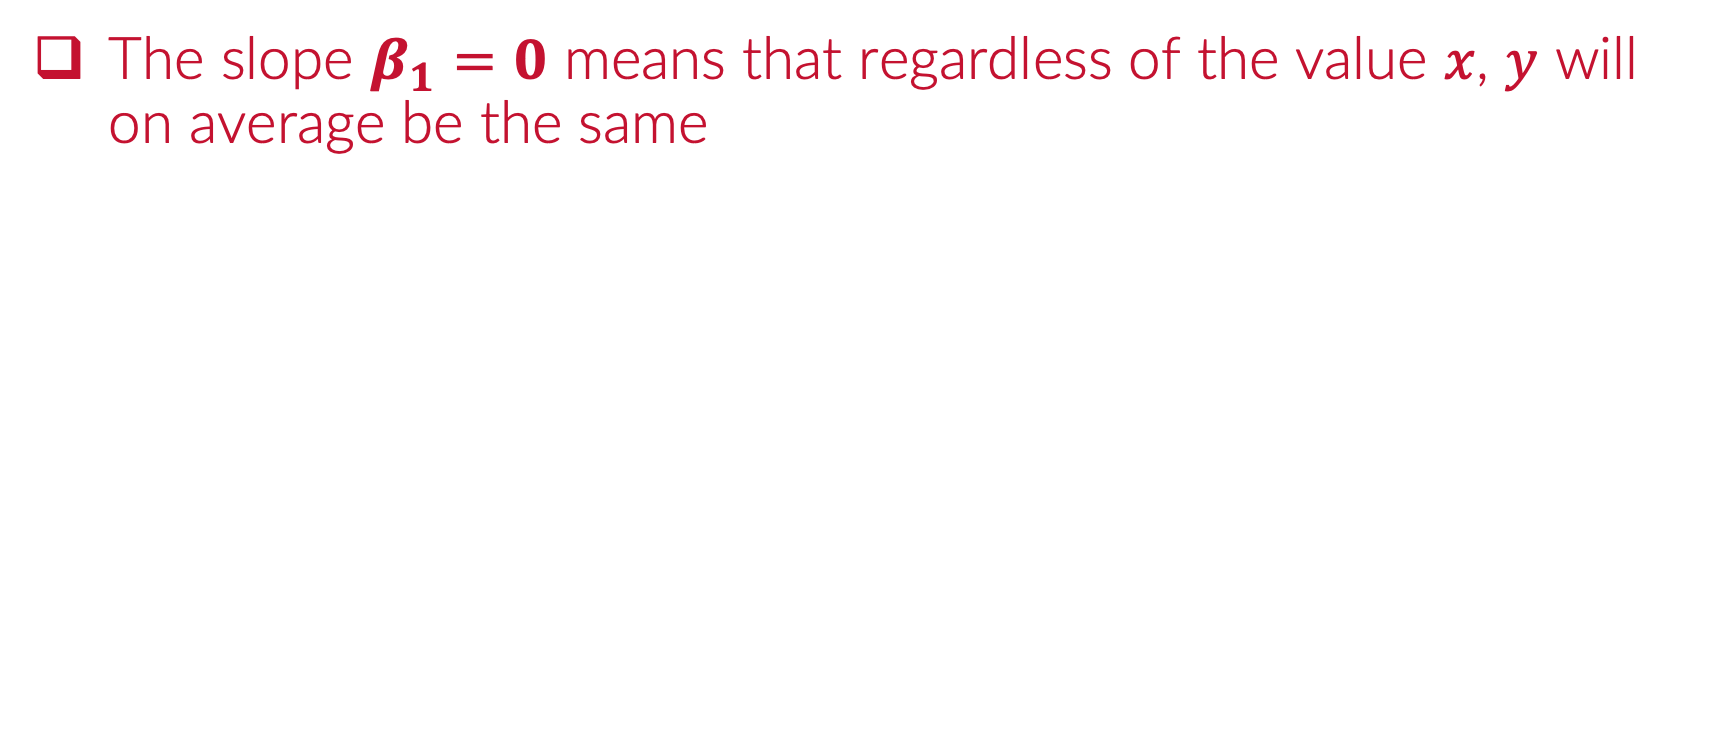 ❑ The slope 𝜷₁ = 𝟎 means that regardless of the value 𝒙, 𝒚 will
on average be the same